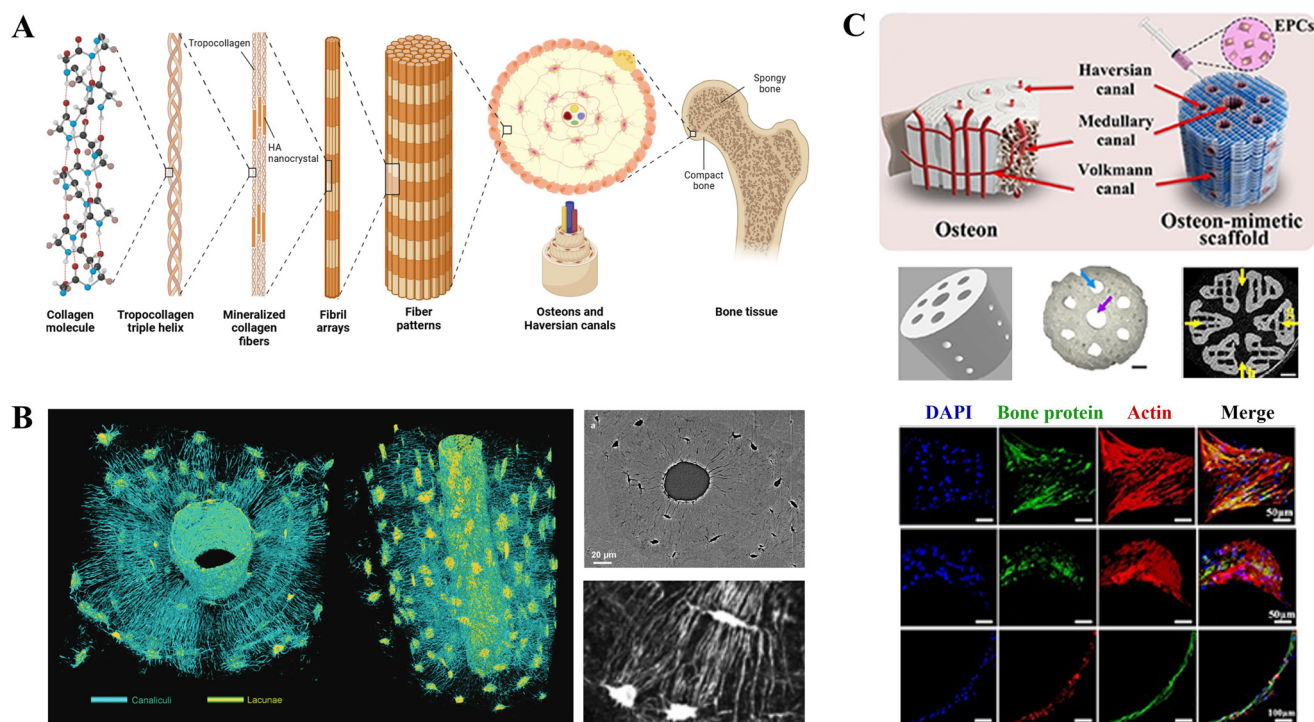 A
Tropocollagen
HA
nanocrystal
Spongy
bone
Compact
bone
Collagen
molecule
Tropocollagen
triple helix
Mineralized
collagen
fibers
Fibril
arrays
Fiber
patterns
Osteons and
Haversian canals
Bone tissue
B
Canaliculi
Lacunae
a
20 µm
C
EPCs
Haversian
canal
Medullary
canal
Volkmann
canal
Osteon
Osteon-mimetic
scaffold
DAPI Bone protein Actin Merge
50µm
50µm
100µm